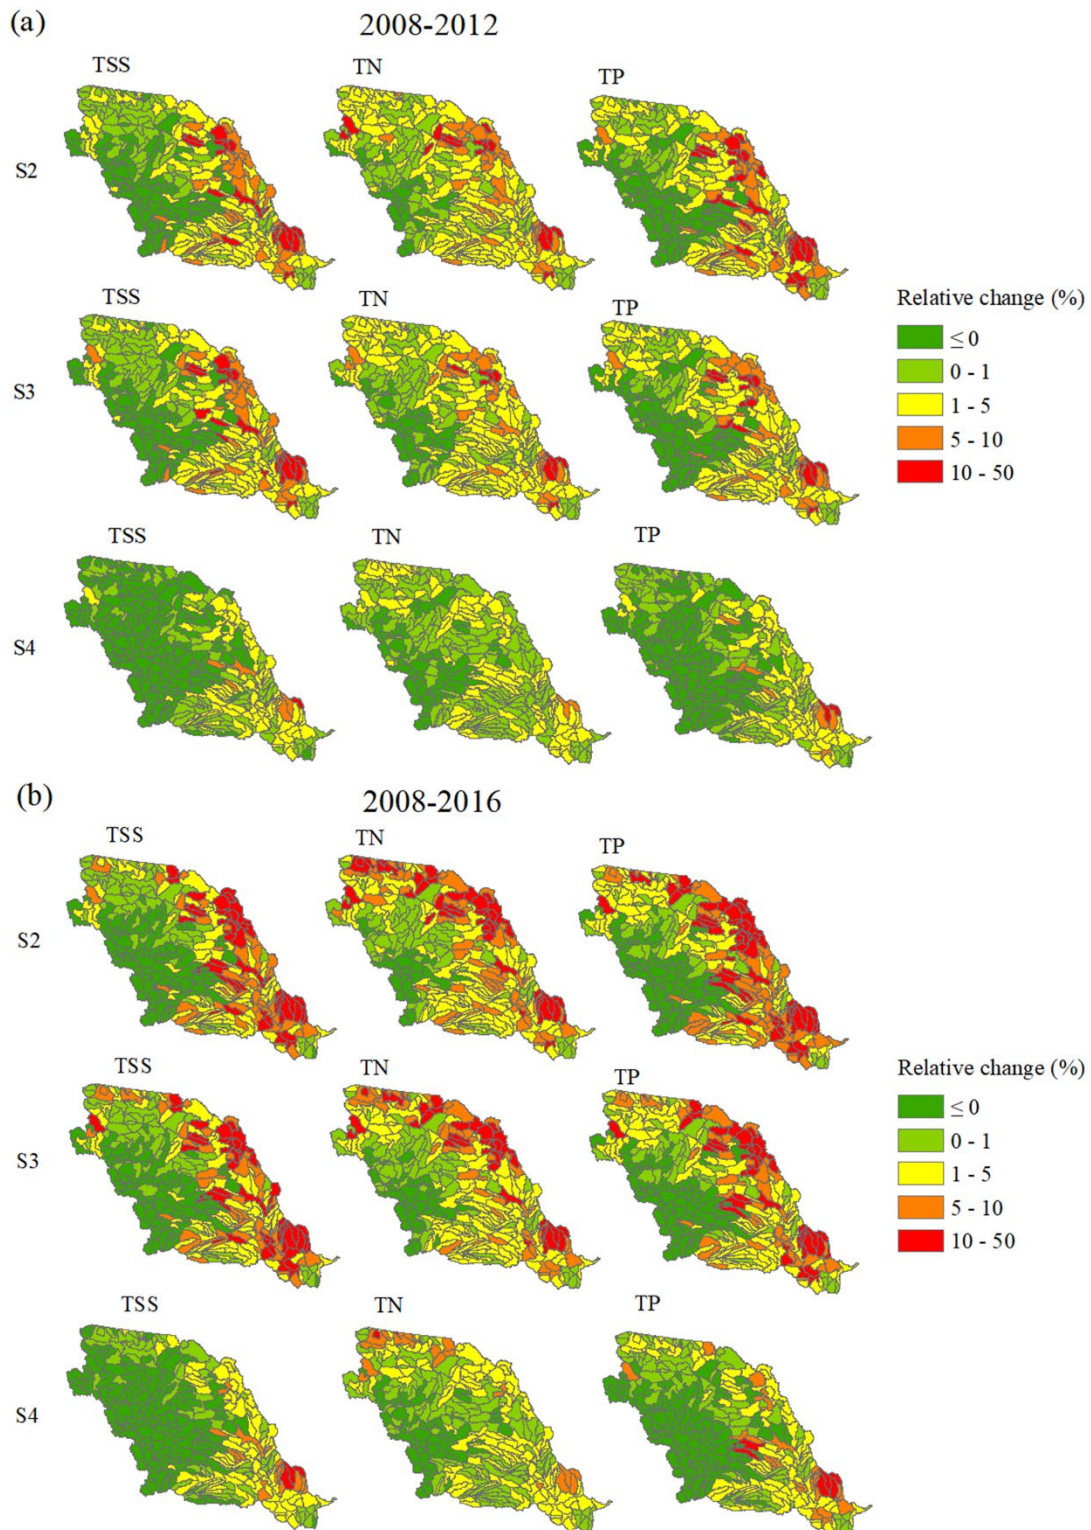 (a)
2008-2012
TSS
TN
TP
S2
TSS
TN
TP
S3
TSS
TN
TP
S4
Relative change (%)
≤ 0
0 - 1
1 - 5
5 - 10
10 - 50
(b)
2008-2016
TSS
TN
TP
S2
TSS
TN
TP
S3
TSS
TN
TP
S4
Relative change (%)
≤ 0
0 - 1
1 - 5
5 - 10
10 - 50